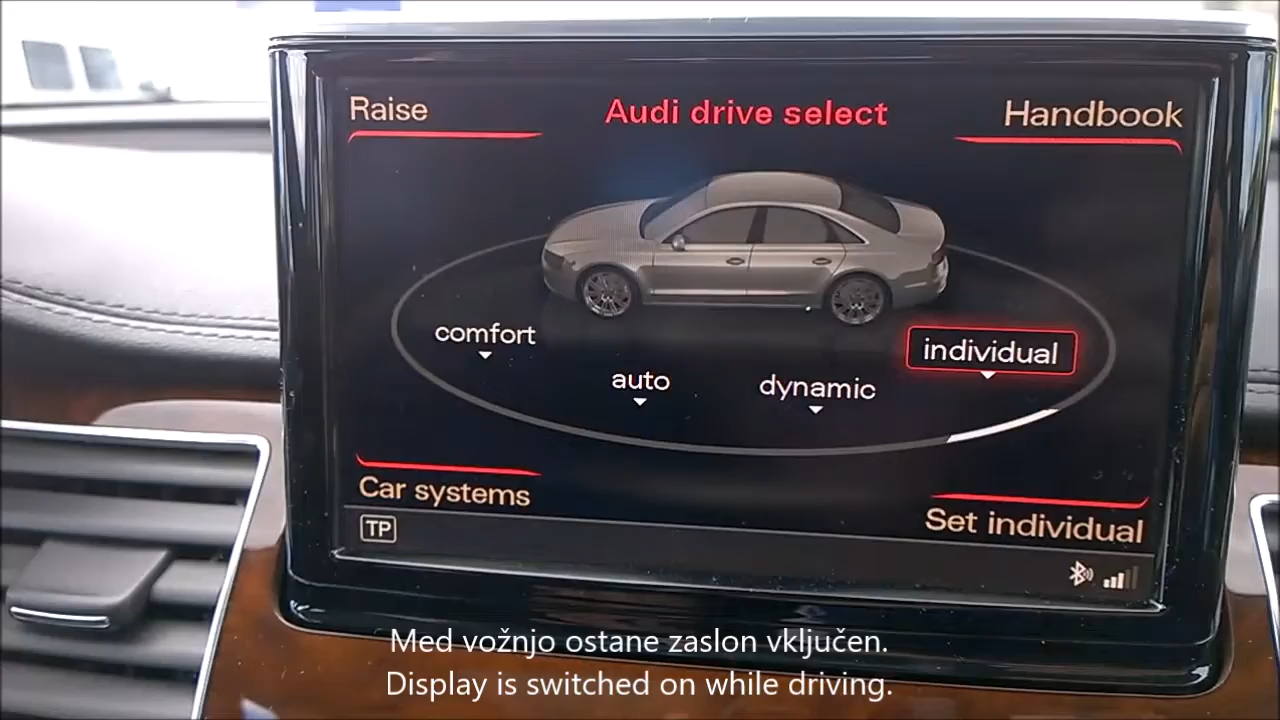 Raise
Audi drive select
Handbook
comfort
auto
dynamic
individual
Car systems
Set individual
TP
Med vožnjo ostane zaslon vključen.
Display is switched on while driving.